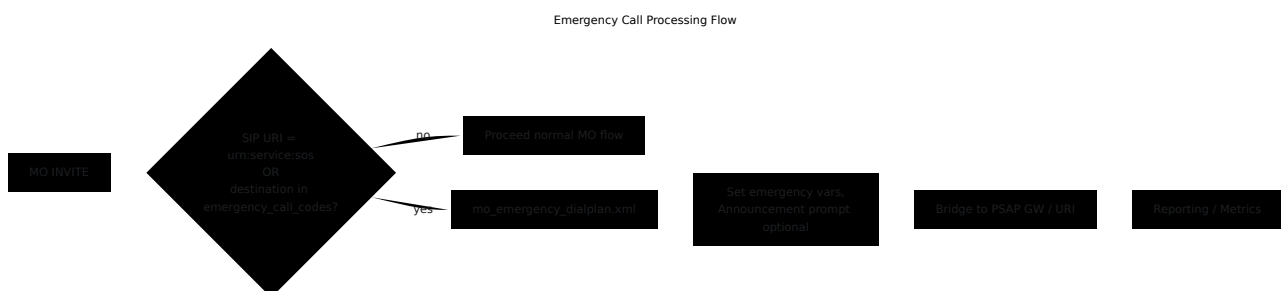 Emergency Call Processing Flow
MO INVITE
SIP URI =
urn:service:sos
OR
destination in
emergency_call_codes?
no
Proceed normal MO flow
yes
mo_emergency_dialplan.xml
Set emergency vars,
Announcement prompt
optional
Bridge to PSAP GW / URI
Reporting / Metrics